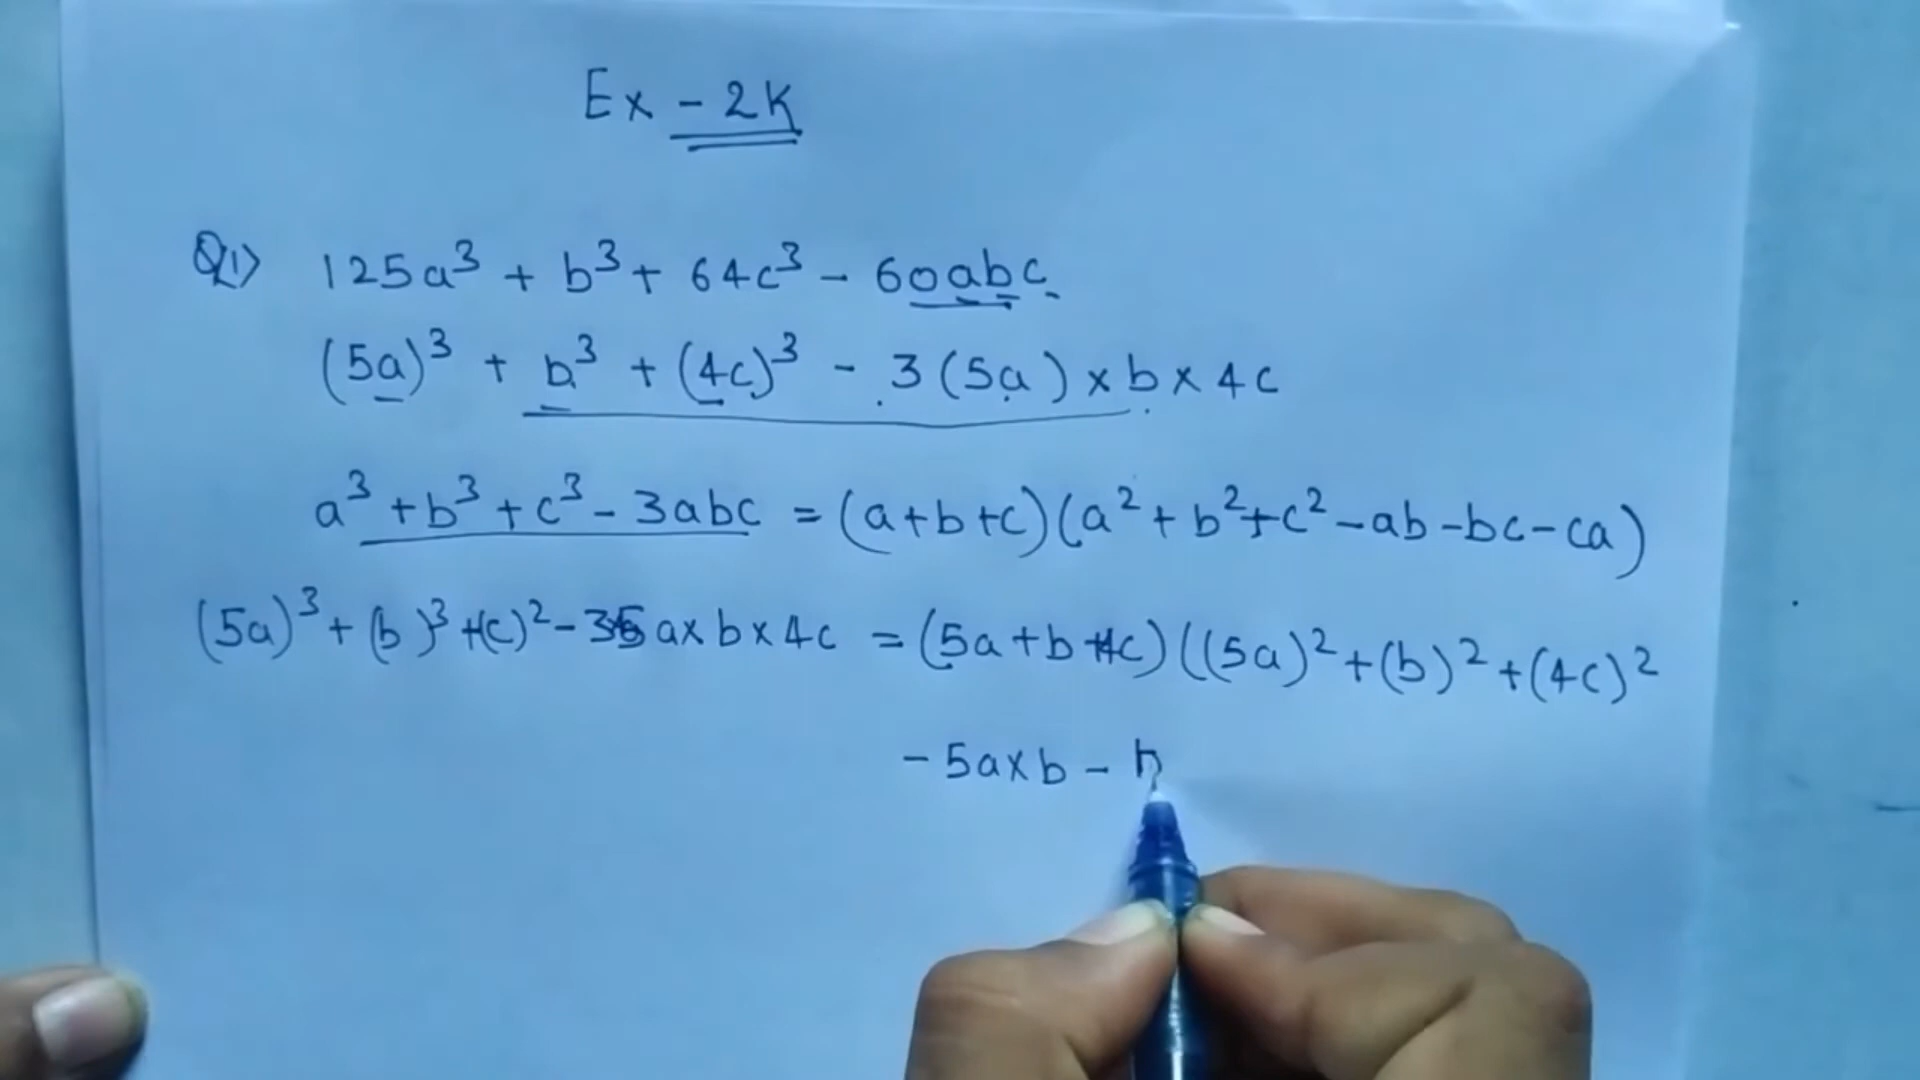 Ex - 2K
Q1) 125a³ + b³ + 64c³ - 60abc
(5a)³ + b³ + (4c)³ - 3(5a) × b × 4c
a³ + b³ + c³ - 3abc = (a+b+c)(a² + b² + c² - ab - bc - ca)
(5a)³ + (b)³ + (c)² - 35a × b × 4c = (5a + b + 4c)((5a)² + (b)² + (4c)²
- 5a × b - b